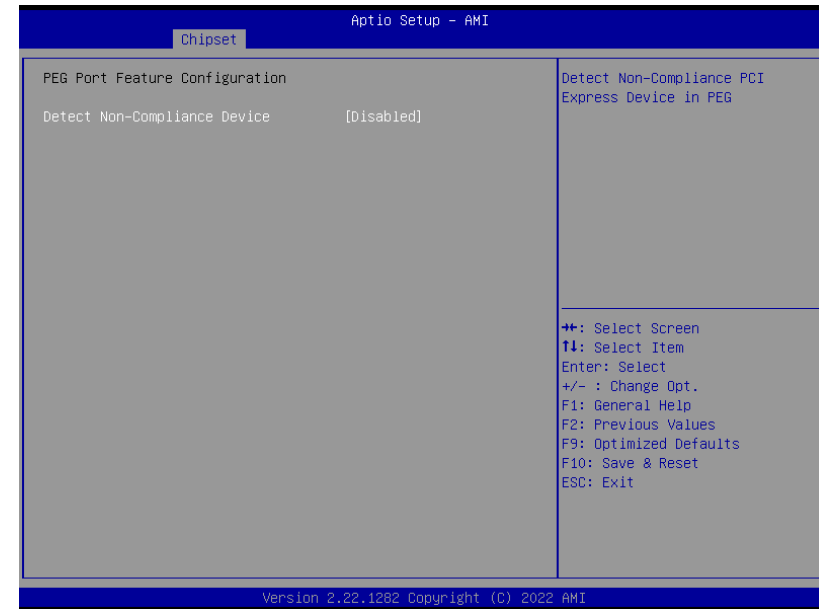 Aptio Setup – AMI
Chipset
PEG Port Feature Configuration
Detect Non-Compliance Device [Disabled]
Detect Non-Compliance PCI
Express Device in PEG
→←: Select Screen
↑↓: Select Item
Enter: Select
+/- : Change Opt.
F1: General Help
F2: Previous Values
F9: Optimized Defaults
F10: Save & Reset
ESC: Exit
Version 2.22.1282 Copyright (C) 2022 AMI